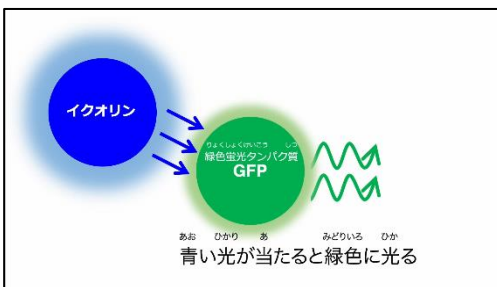 イクオリン
りょくしょくけいこう しつ
緑色蛍光タンパク質
GFP
あお ひかり あ みどりいろ ひか
青い光が当たると緑色に光る